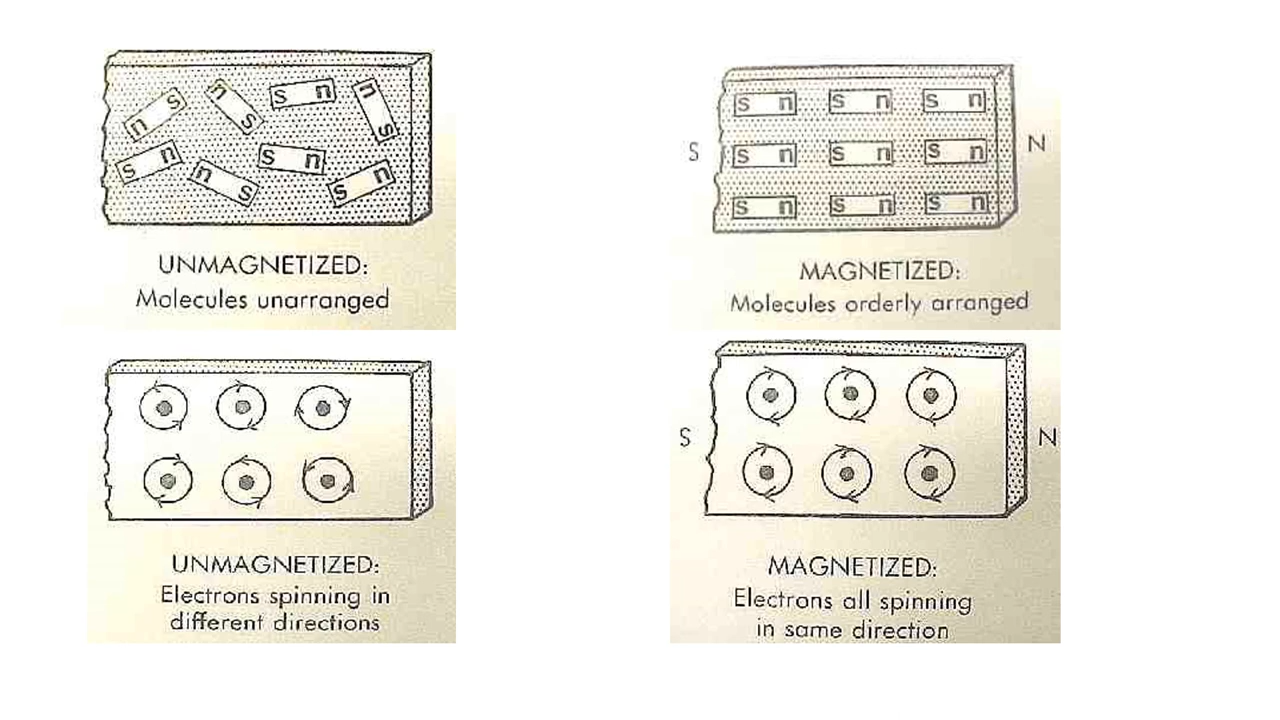 n s
n s
s n
n s
s n
n s
s n
s n
UNMAGNETIZED:
Molecules unarranged
s n s n s n
S s n s n s n N
s n s n s n
MAGNETIZED:
Molecules orderly arranged
UNMAGNETIZED:
Electrons spinning in
different directions
S N
MAGNETIZED:
Electrons all spinning
in same direction